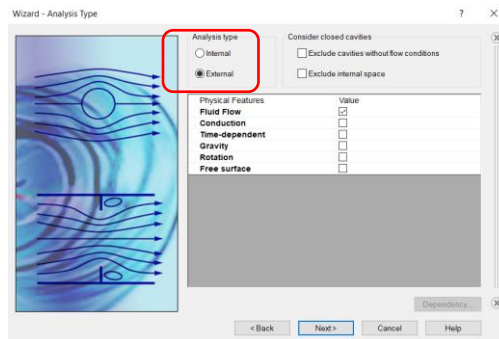 Wizard - Analysis Type ? ×
Analysis type Consider closed cavities
Internal Exclude cavities without flow conditions
External Exclude internal space
Physical Features Value
Fluid Flow
Conduction
Time-dependent
Gravity
Rotation
Free surface
Dependency...
< Back Next > Cancel Help